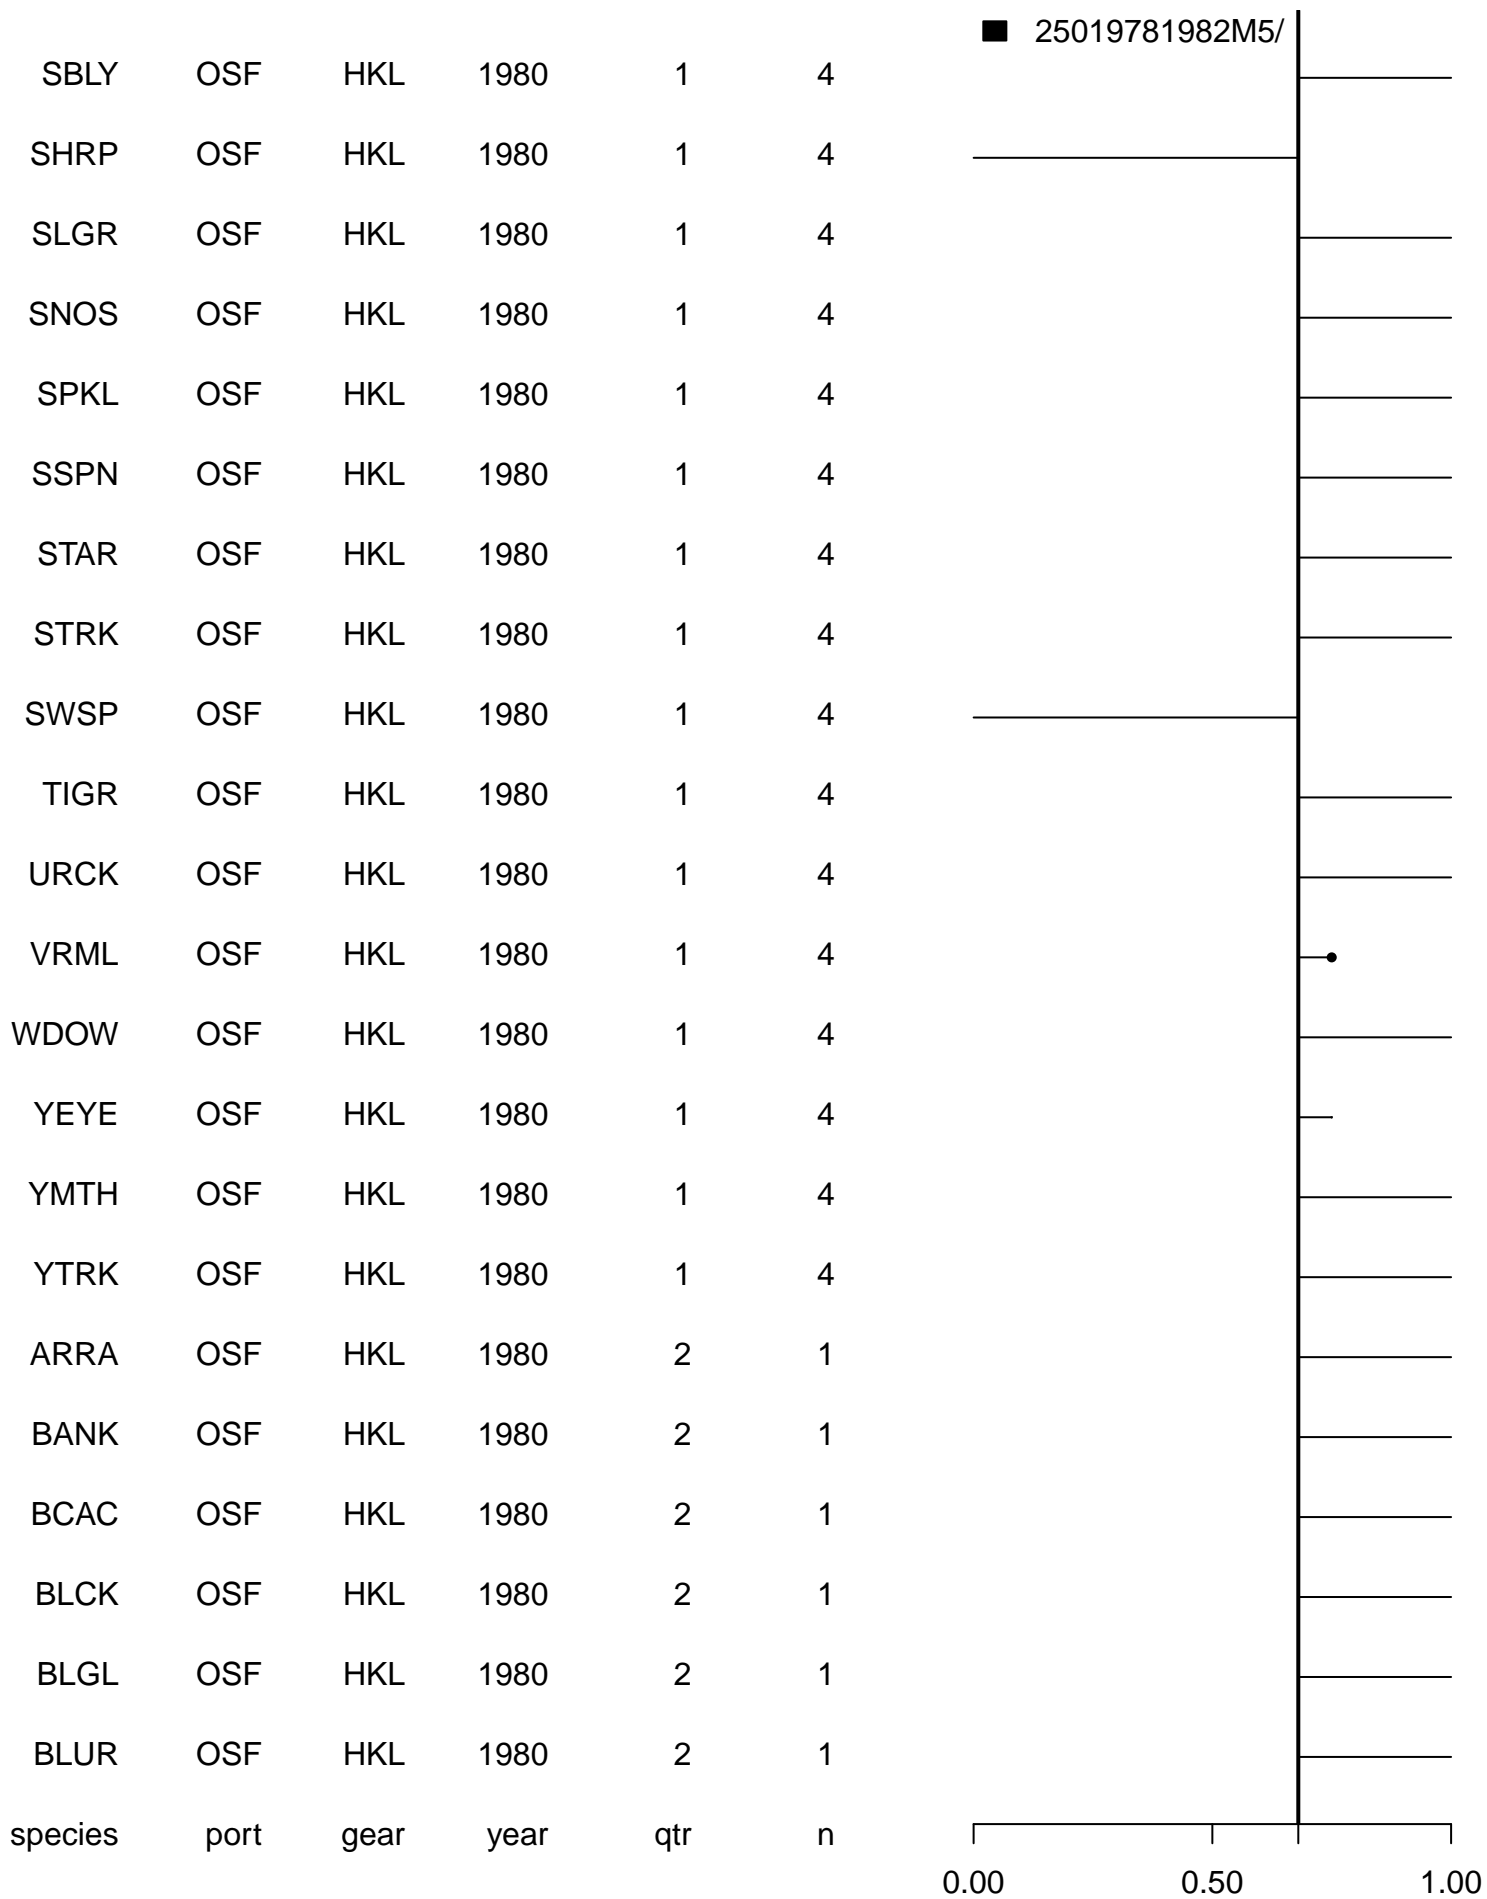 25019781982M5/
SBLY OSF HKL 1980 1 4
SHRP OSF HKL 1980 1 4
SLGR OSF HKL 1980 1 4
SNOS OSF HKL 1980 1 4
SPKL OSF HKL 1980 1 4
SSPN OSF HKL 1980 1 4
STAR OSF HKL 1980 1 4
STRK OSF HKL 1980 1 4
SWSP OSF HKL 1980 1 4
TIGR OSF HKL 1980 1 4
URCK OSF HKL 1980 1 4
VRML OSF HKL 1980 1 4
WDOW OSF HKL 1980 1 4
YEYE OSF HKL 1980 1 4
YMTH OSF HKL 1980 1 4
YTRK OSF HKL 1980 1 4
ARRA OSF HKL 1980 2 1
BANK OSF HKL 1980 2 1
BCAC OSF HKL 1980 2 1
BLCK OSF HKL 1980 2 1
BLGL OSF HKL 1980 2 1
BLUR OSF HKL 1980 2 1
species port gear year qtr n
0.00 0.50 1.00